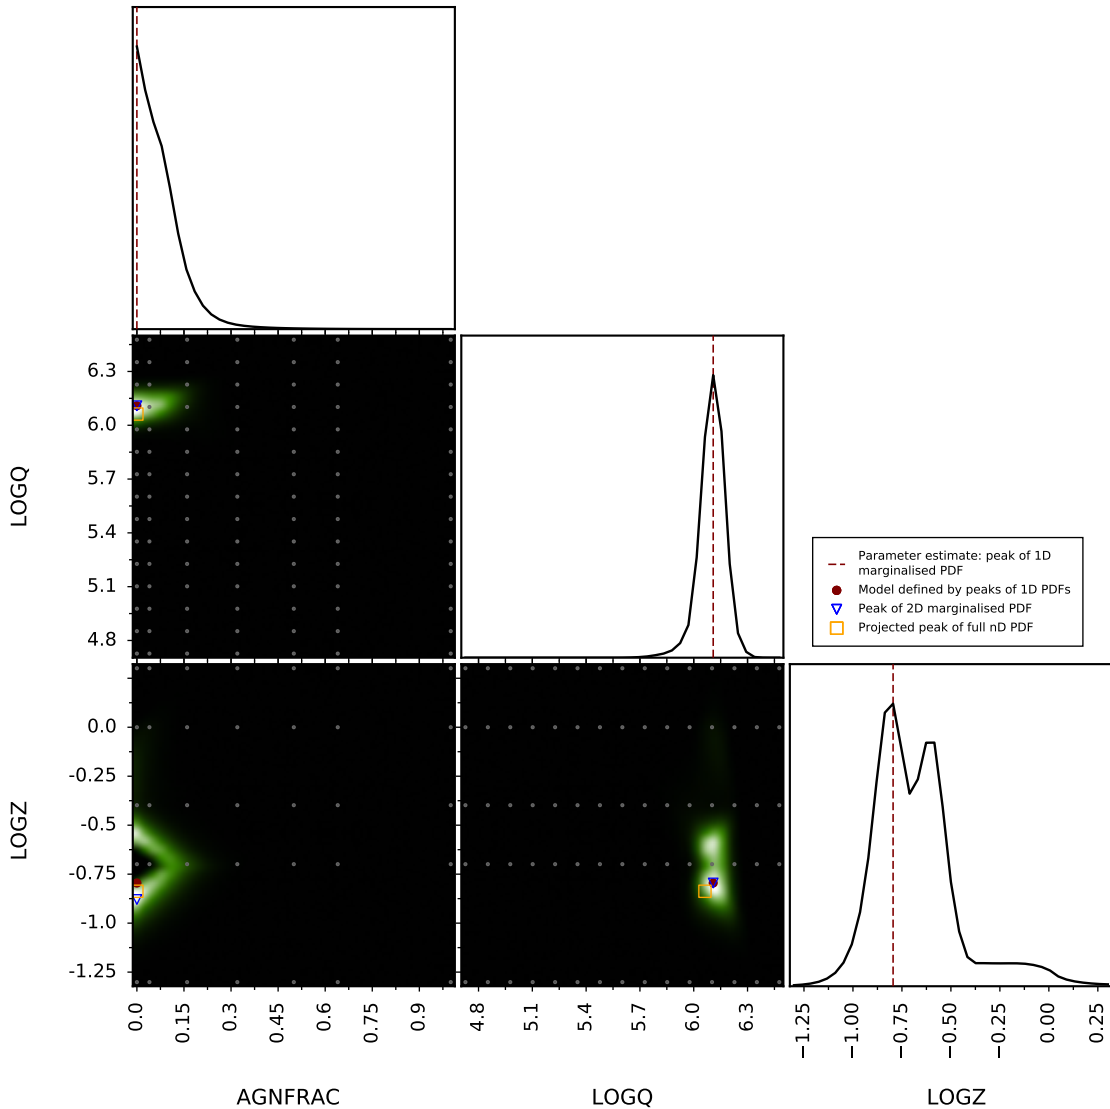 6.3
6.0
5.7
5.4
5.1
4.8
LOGQ
Parameter estimate: peak of 1D
marginalised PDF
Model defined by peaks of 1D PDFs
Peak of 2D marginalised PDF
Projected peak of full nD PDF
0.0
-0.25
-0.5
-0.75
-1.0
-1.25
LOGZ
0.0 0.15 0.3 0.45 0.6 0.75 0.9
4.8 5.1 5.4 5.7 6.0 6.3
−1.25 −1.00 −0.75 −0.50 −0.25 0.00 0.25
AGNFRAC LOGQ LOGZ